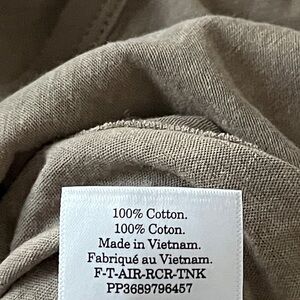 100% Cotton.
100% Coton.
Made in Vietnam.
Fabriqué au Vietnam.
F-T-AIR-RCR-TNK
PP3689796457